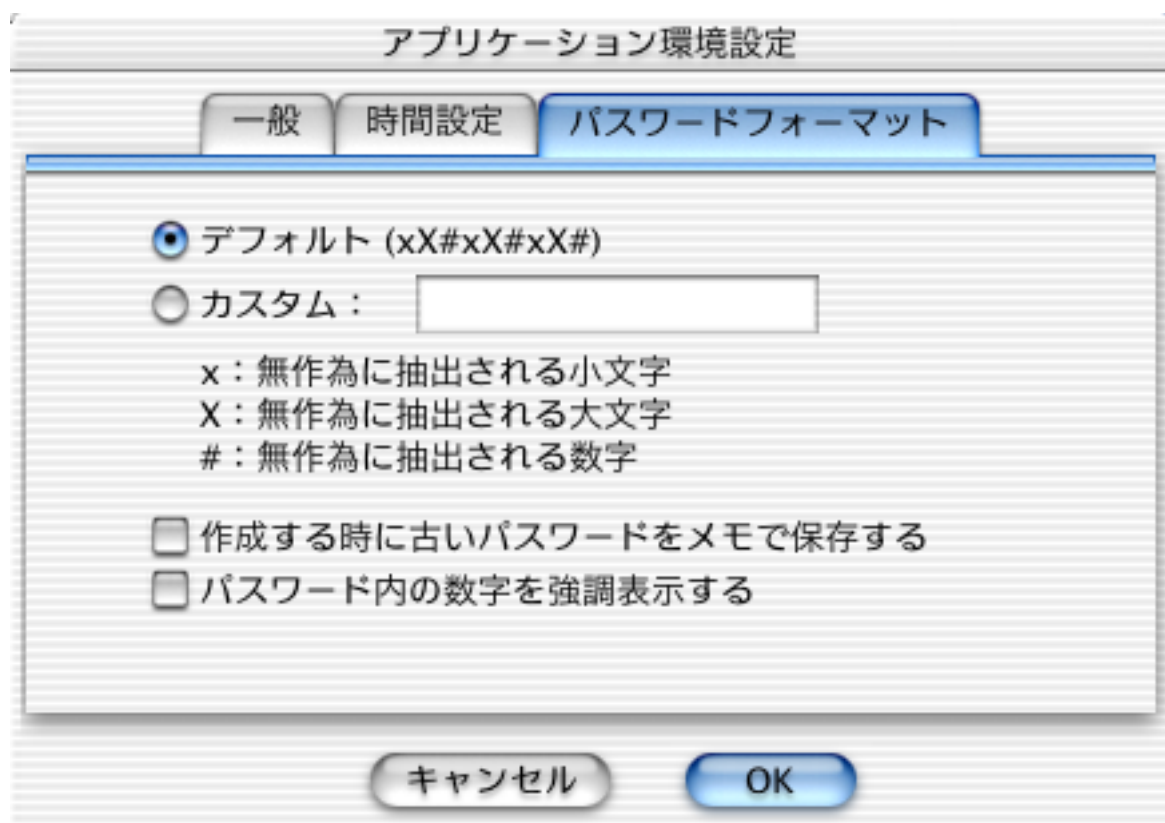 アプリケーション環境設定
一般 時間設定 パスワードフォーマット
デフォルト (xX#xX#xX#)
カスタム：
x：無作為に抽出される小文字
X：無作為に抽出される大文字
#：無作為に抽出される数字
作成する時に古いパスワードをメモで保存する
パスワード内の数字を強調表示する
キャンセル OK